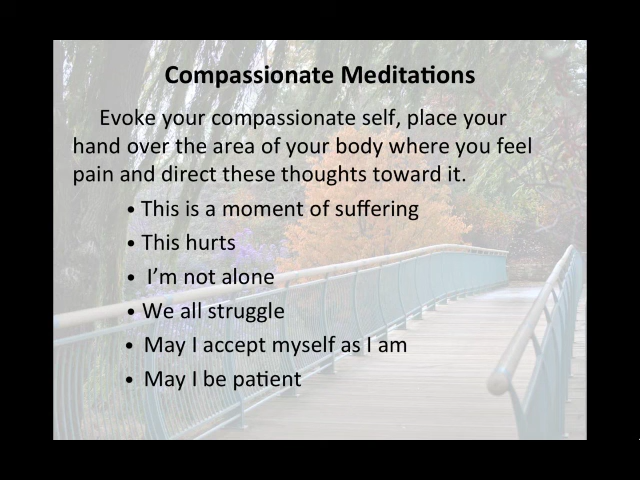 Compassionate Meditations
Evoke your compassionate self, place your
hand over the area of your body where you feel
pain and direct these thoughts toward it.
• This is a moment of suffering
• This hurts
• I’m not alone
• We all struggle
• May I accept myself as I am
• May I be patient